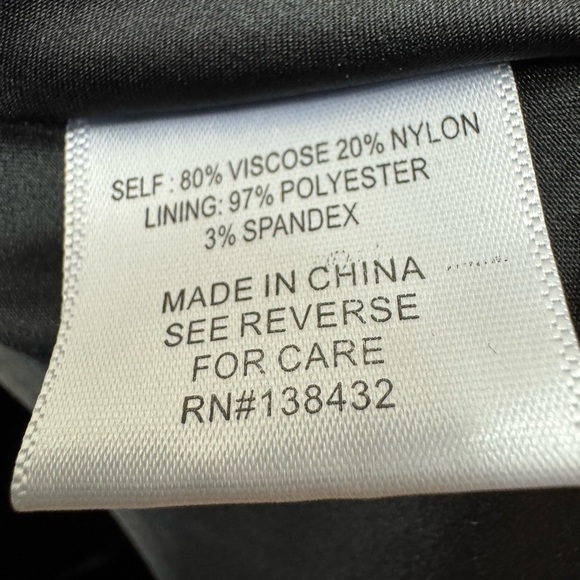 SELF : 80% VISCOSE 20% NYLON
LINING: 97% POLYESTER
3% SPANDEX
MADE IN CHINA
SEE REVERSE
FOR CARE
RN#138432